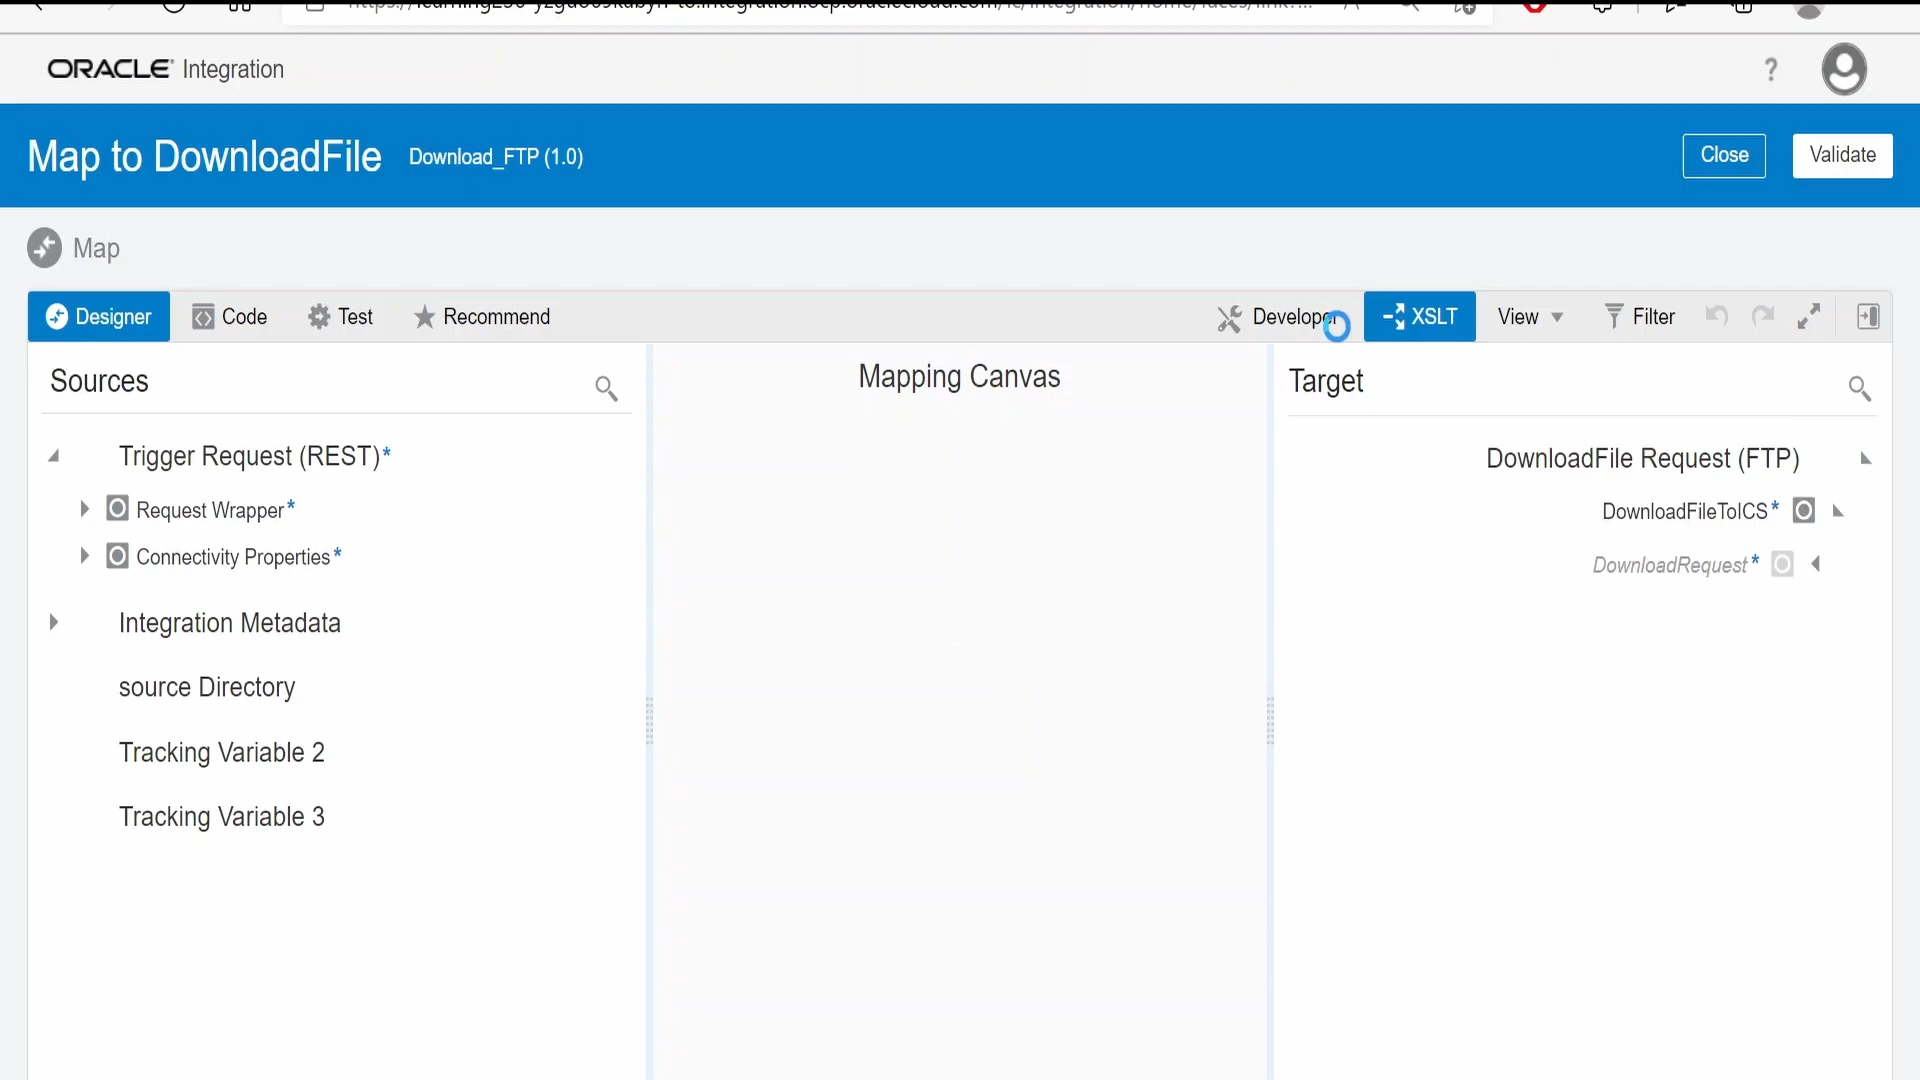 ORACLE Integration ?
Map to DownloadFile Download_FTP (1.0) Close Validate
Map
Designer Code Test Recommend Developer XSLT View Filter
Sources
Mapping Canvas
Target
Trigger Request (REST)*
DownloadFile Request (FTP)
Request Wrapper*
DownloadFileToICS*
Connectivity Properties*
DownloadRequest*
Integration Metadata
source Directory
Tracking Variable 2
Tracking Variable 3